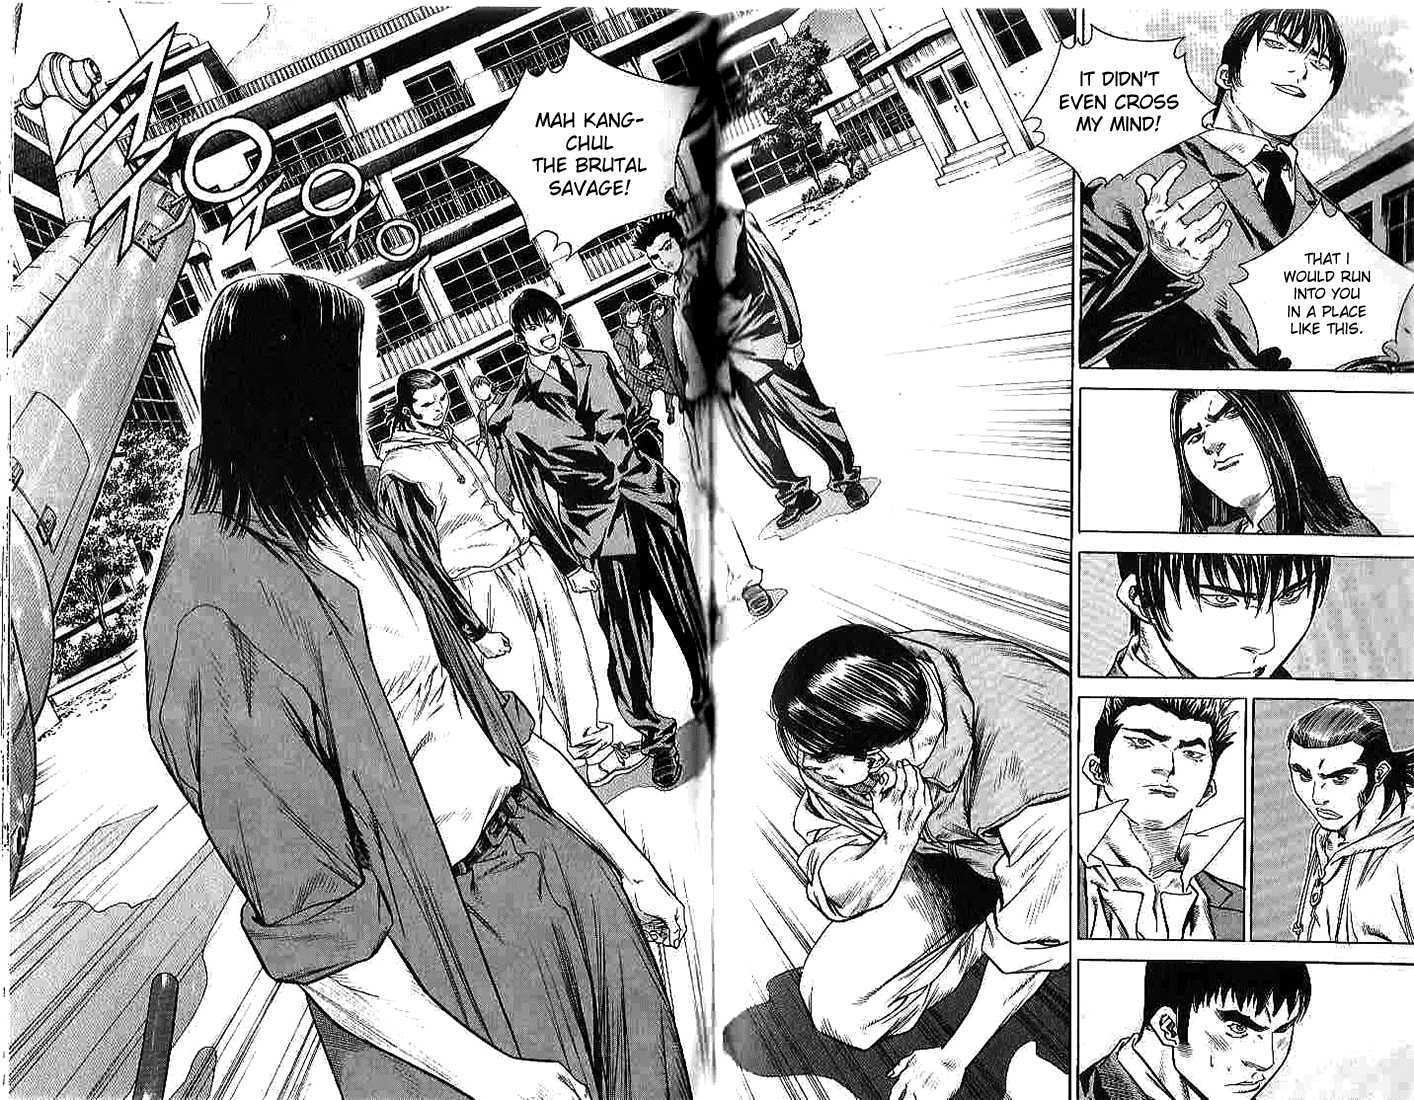 IT DIDN'T
EVEN CROSS
MY MIND!
THAT I
WOULD RUN
INTO YOU
IN A PLACE
LIKE THIS.
MAH KANG-
CHUL
THE BRUTAL
SAVAGE!